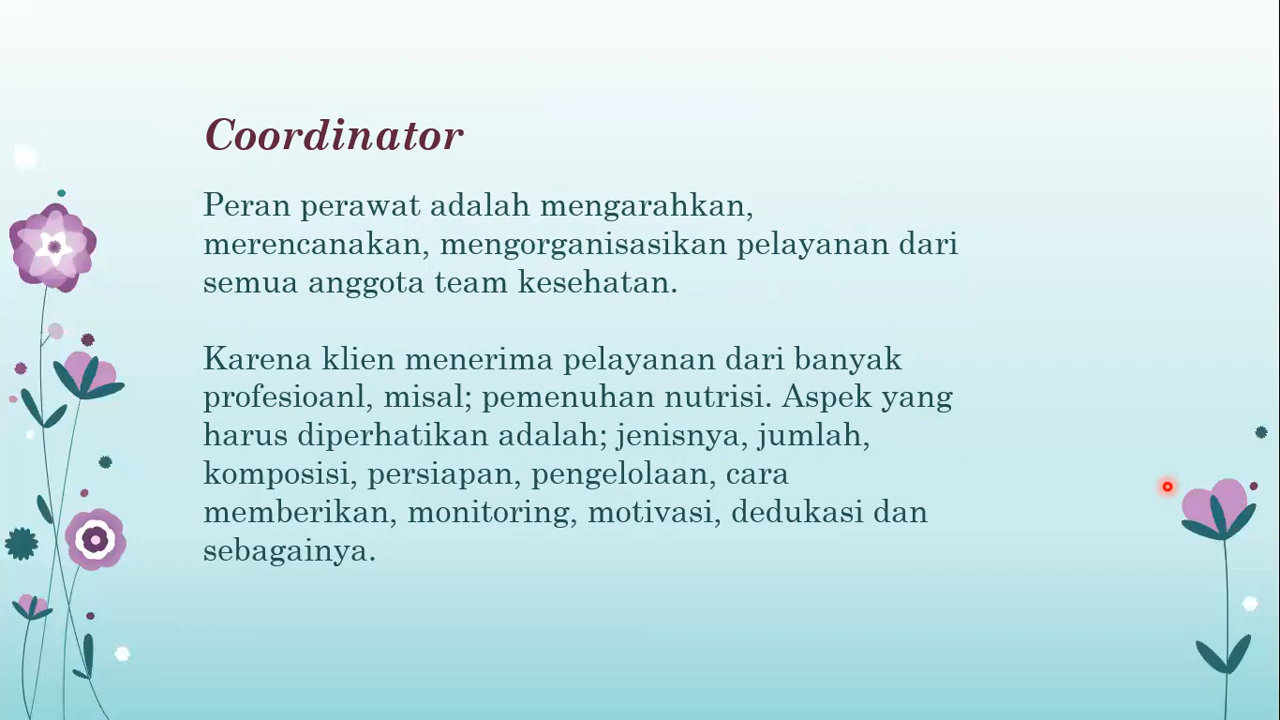 Coordinator
Peran perawat adalah mengarahkan,
merencanakan, mengorganisasikan pelayanan dari
semua anggota team kesehatan.
Karena klien menerima pelayanan dari banyak
profesioanl, misal; pemenuhan nutrisi. Aspek yang
harus diperhatikan adalah; jenisnya, jumlah,
komposisi, persiapan, pengelolaan, cara
memberikan, monitoring, motivasi, dedukasi dan
sebagainya.